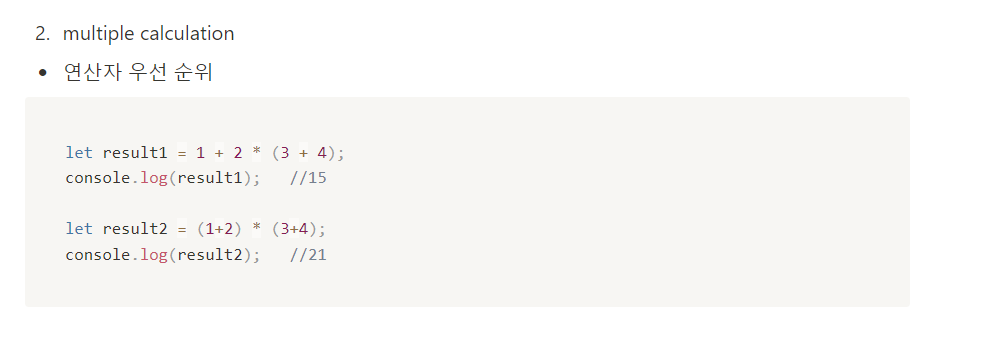 2. multiple calculation
• 연산자 우선 순위
let result1 = 1 + 2 * (3 + 4);
console.log(result1);   //15
let result2 = (1+2) * (3+4);
console.log(result2);   //21